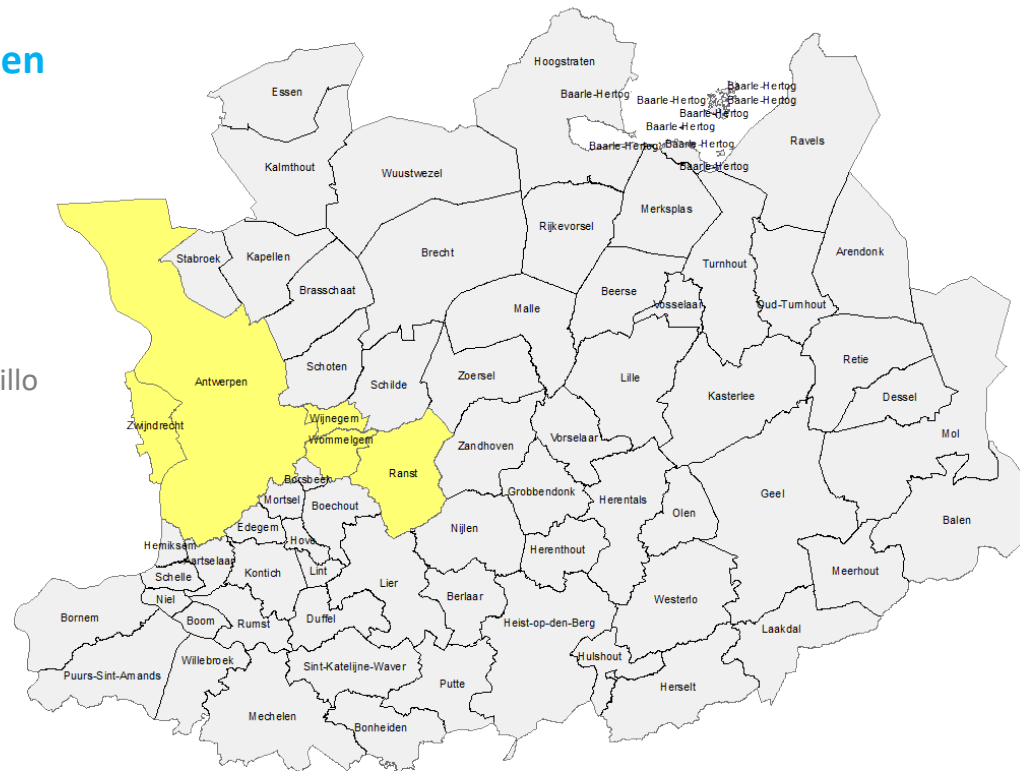 en
Hoogstraten
Essen
Baarle-Hertog
Baarle-Hertog
Baarle-Hertog
Baarle-Hertog
Baarle-Hertog
Baarle-Hertog
Ravels
Baarle-Hertog
Baarle-Hertog
Baarle-Hertog
Kalmthout
Wuustwezel
Merksplas
Rijkevorsel
Stabroek
Kapellen
Brecht
Arendonk
Turnhout
Brasschaat
Beerse
Vosselaar
Oud-Turnhout
Malle
Retie
Schoten
Zoersel
Lille
illo
Antwerpen
Schilde
Kasterlee
Dessel
Wijnegem
Zwijndrecht
Mol
Wommelgem
Zandhoven
Vorselaar
Ranst
Borsbeek
Grobbendonk
Geel
Mortsel
Boechout
Herentals
Olen
Balen
Edegem
Nijlen
Hove
Hemiksem
Herenthout
Aartselaar
Kontich
Lint
Meerhout
Schelle
Lier
Niel
Berlaar
Westerlo
Bornem
Boom
Rumst
Duffel
Heist-op-den-Berg
Laakdal
Willebroek
Sint-Katelijne-Waver
Hulshout
Puurs-Sint-Amands
Putte
Herselt
Mechelen
Bonheiden